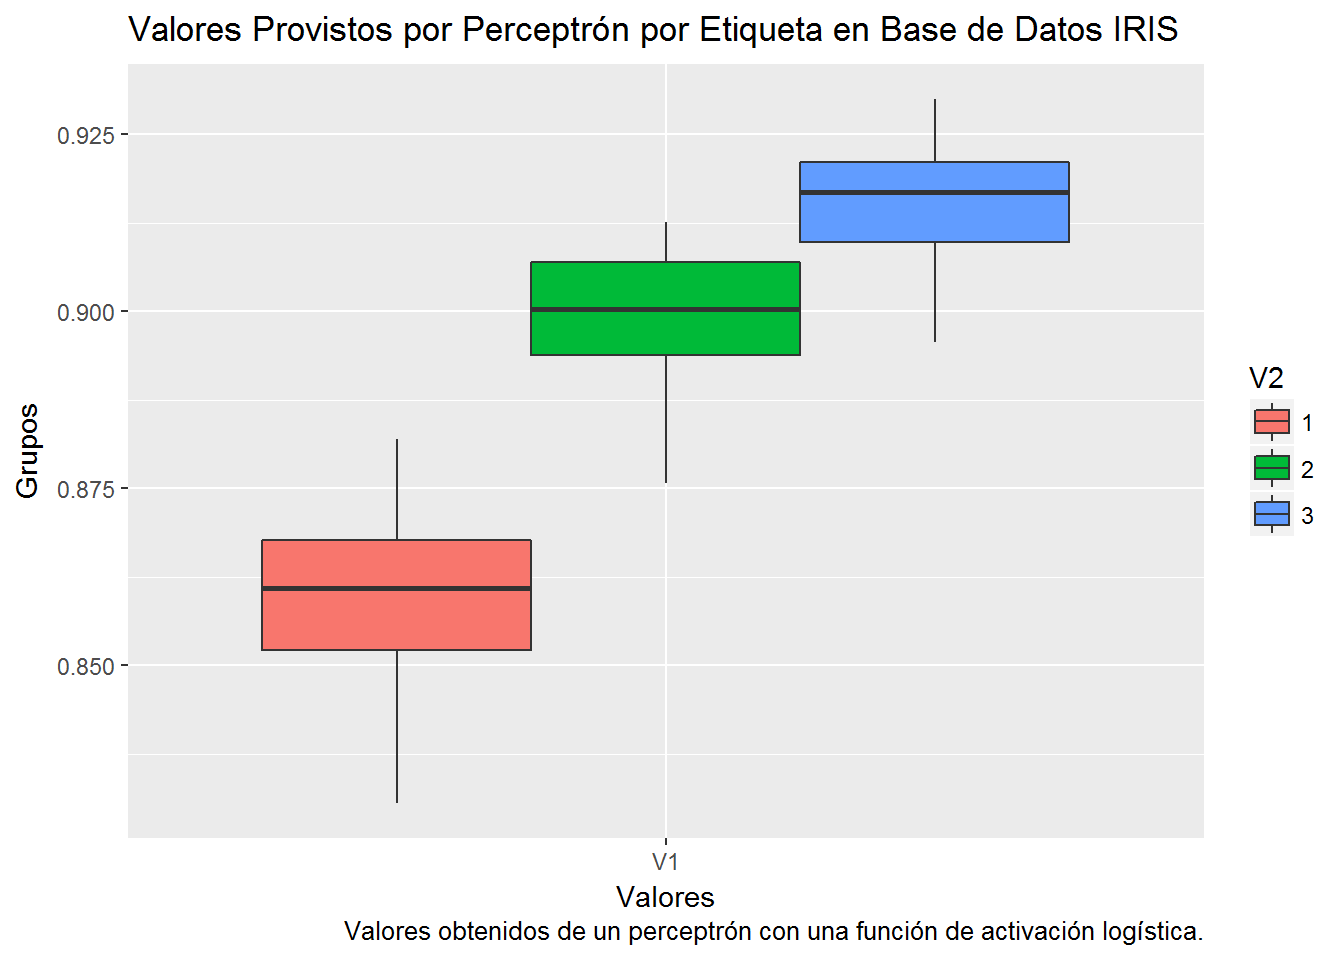 Valores Provistos por Perceptrón por Etiqueta en Base de Datos IRIS
0.925
0.900
0.875
0.850
Grupos
V1
Valores
Valores obtenidos de un perceptrón con una función de activación logística.
V2
1
2
3